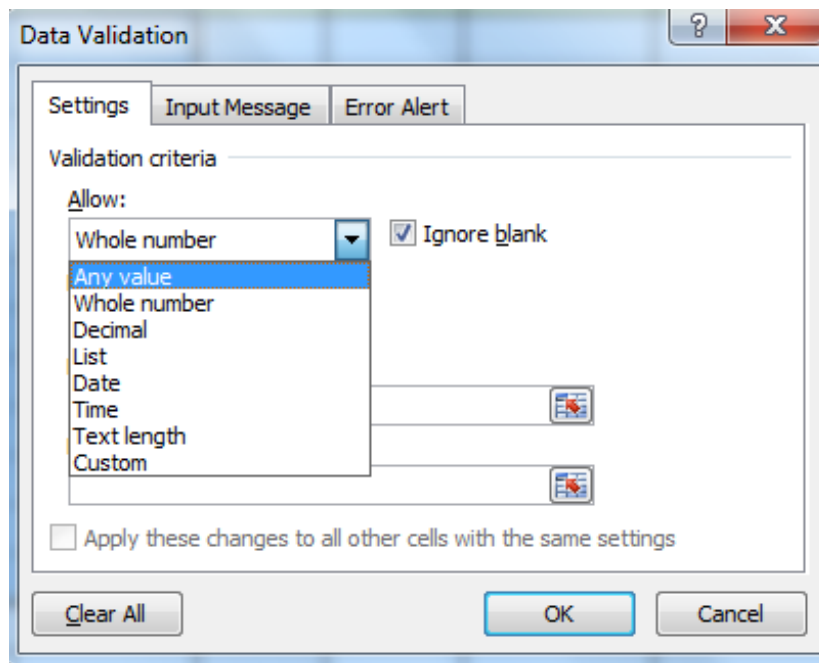 Data Validation
?
X
Settings Input Message Error Alert
Validation criteria
Allow:
Whole number Ignore blank
Any value
Whole number
Decimal
List
Date
Time
Text length
Custom
Apply these changes to all other cells with the same settings
Clear All OK Cancel